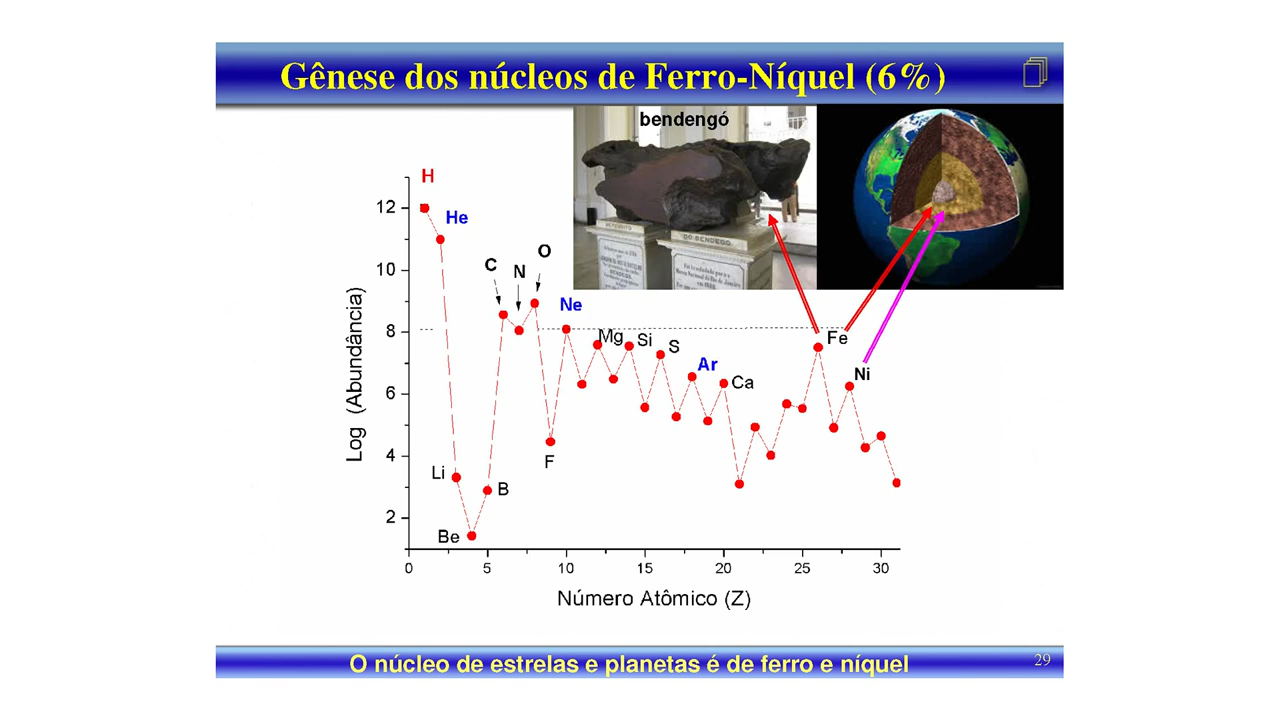 Gênese dos núcleos de Ferro-Níquel (6%)
bendengó
DO BENDEGO
H
He
C
N
O
Ne
Mg
Si
S
Ar
Ca
Fe
Ni
Li
Be
B
F
12
10
8
6
4
2
Log (Abundância)
0 5 10 15 20 25 30
Número Atômico (Z)
O núcleo de estrelas e planetas é de ferro e níquel
29